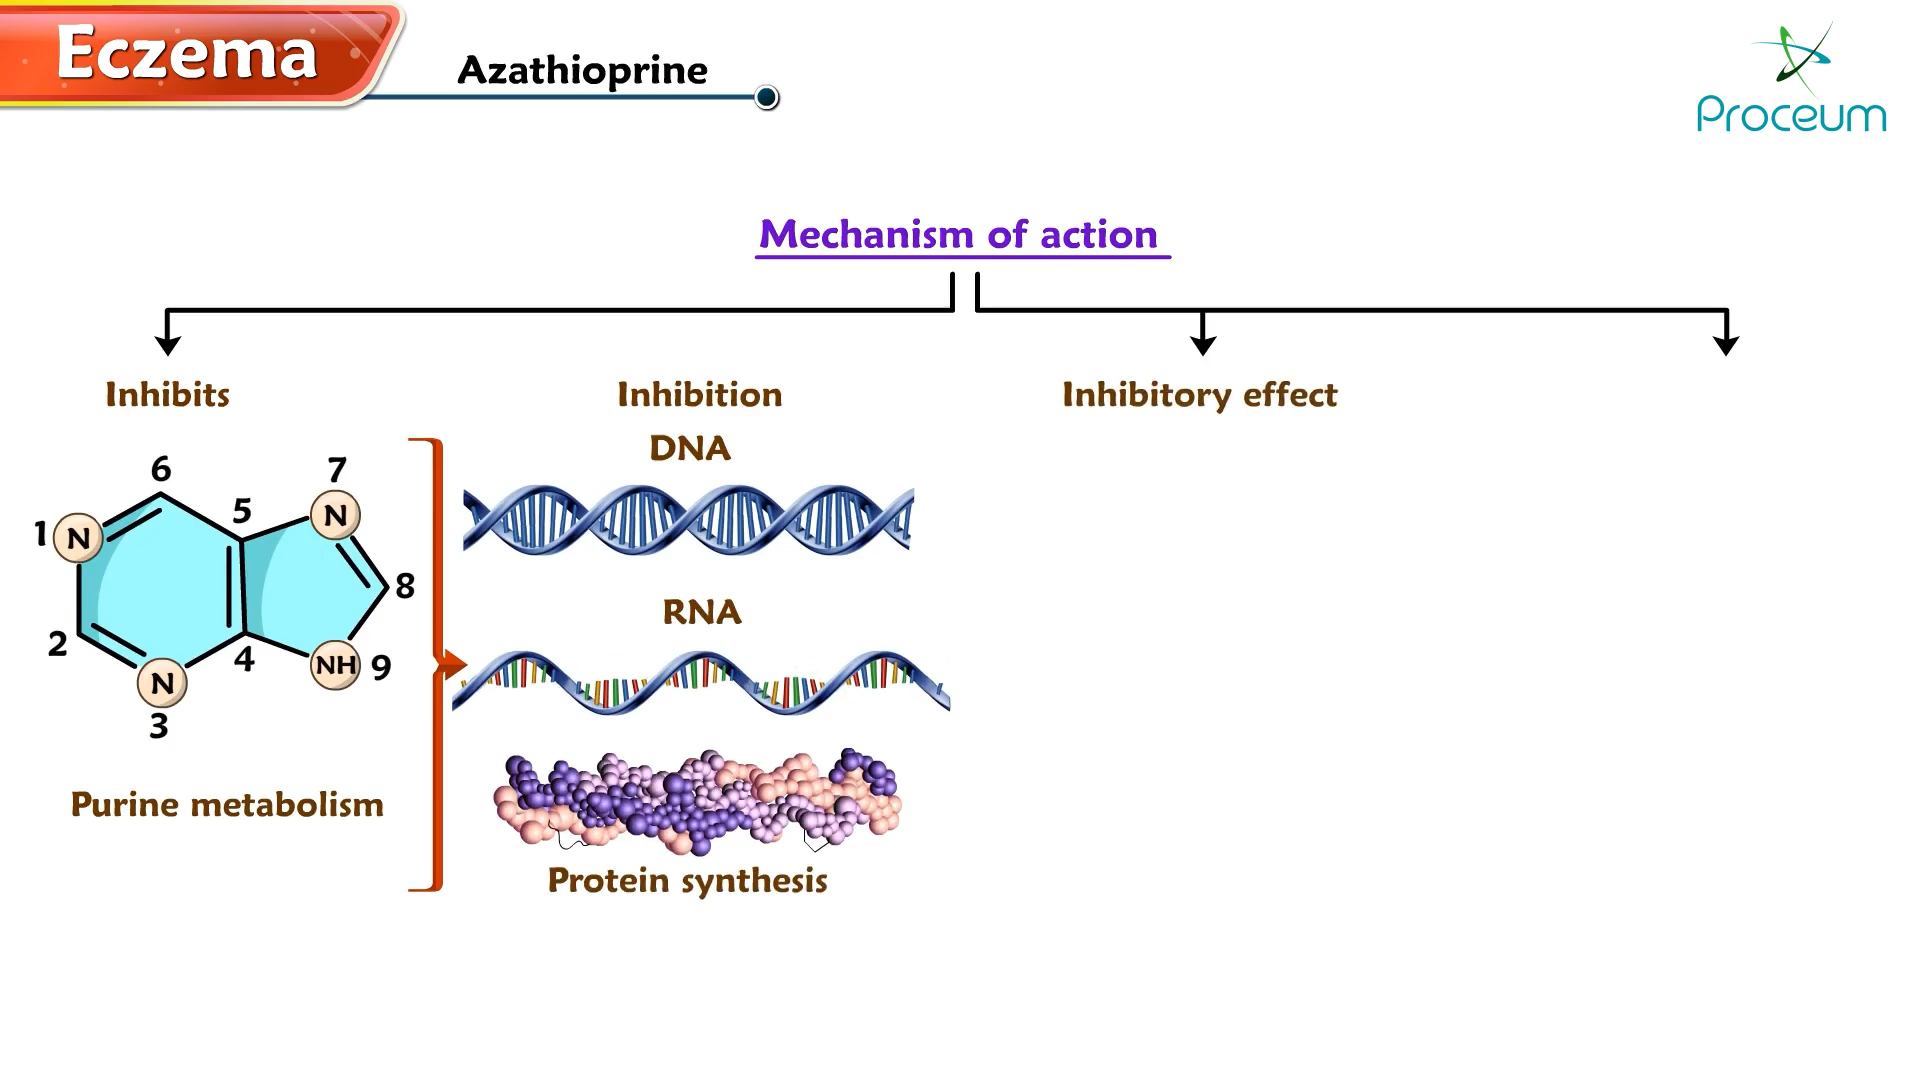 Eczema
Azathioprine
Proceum
Mechanism of action
Inhibits
Inhibition
Inhibitory effect
DNA
6
7
1
N
5
N
8
RNA
2
4
NH
9
N
3
Purine metabolism
Protein synthesis